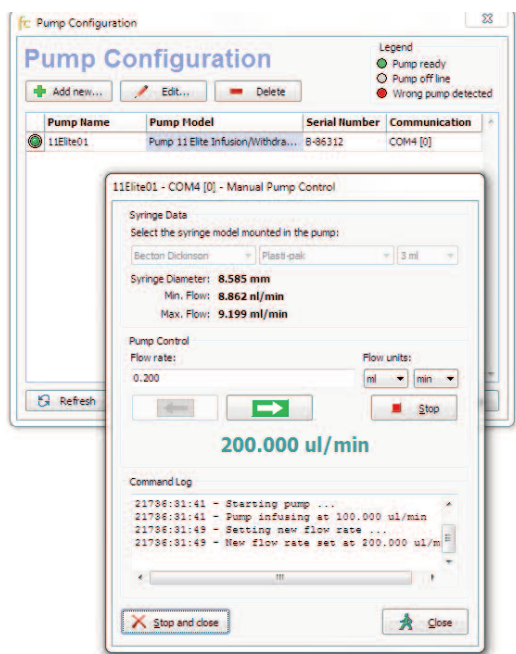 fc Pump Configuration
Pump Configuration
Legend
Pump ready
Pump off line
Wrong pump detected
Add new... Edit... Delete
Pump Name Pump Model Serial Number Communication
11Elite01 Pump 11 Elite Infusion/Withdra... B-86312 COM4 [0]
11Elite01 - COM4 [0] - Manual Pump Control
Syringe Data
Select the syringe model mounted in the pump:
Becton Dickinson Plasti-pak 3 ml
Syringe Diameter: 8.585 mm
Min. Flow: 8.862 nl/min
Max. Flow: 9.199 ml/min
Pump Control
Flow rate: Flow units:
0.200 ml min
Refresh
Stop
200.000 ul/min
Command Log
21736:31:41 - Starting pump ...
21736:31:41 - Pump infusing at 100.000 ul/min
21736:31:49 - Setting new flow rate ...
21736:31:49 - New flow rate set at 200.000 ul/m
Stop and close Close